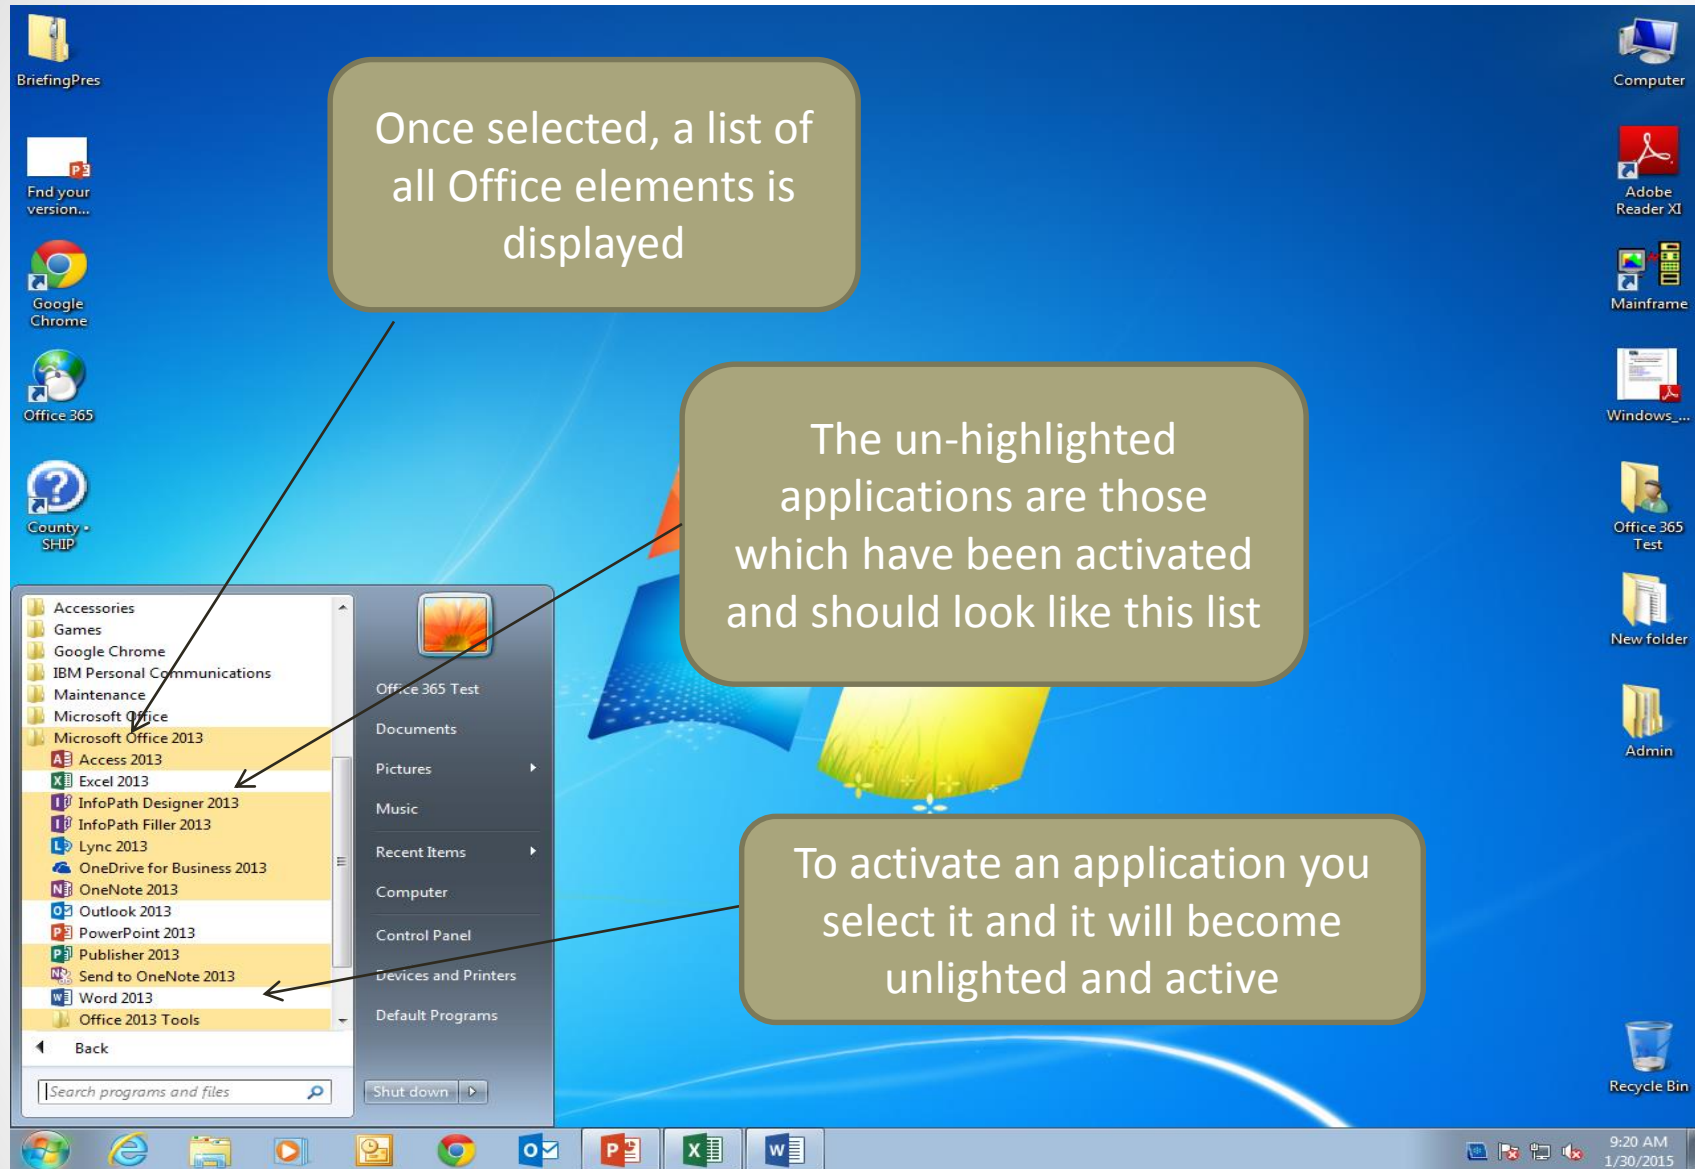 BriefingPres
Fnd your
version...
Google
Chrome
Office 365
County -
SHIP
Once selected, a list of
all Office elements is
displayed
The un-highlighted
applications are those
which have been activated
and should look like this list
To activate an application you
select it and it will become
unlighted and active
Accessories
Games
Google Chrome
IBM Personal Communications
Maintenance
Microsoft Office
Microsoft Office 2013
Access 2013
Excel 2013
InfoPath Designer 2013
InfoPath Filler 2013
Lync 2013
OneDrive for Business 2013
OneNote 2013
Outlook 2013
PowerPoint 2013
Publisher 2013
Send to OneNote 2013
Word 2013
Office 2013 Tools
Back
Search programs and files
Office 365 Test
Documents
Pictures
Music
Recent Items
Computer
Control Panel
Devices and Printers
Default Programs
Shut down
Computer
Adobe
Reader XI
Mainframe
Windows_...
Office 365
Test
New folder
Admin
Recycle Bin
9:20 AM
1/30/2015